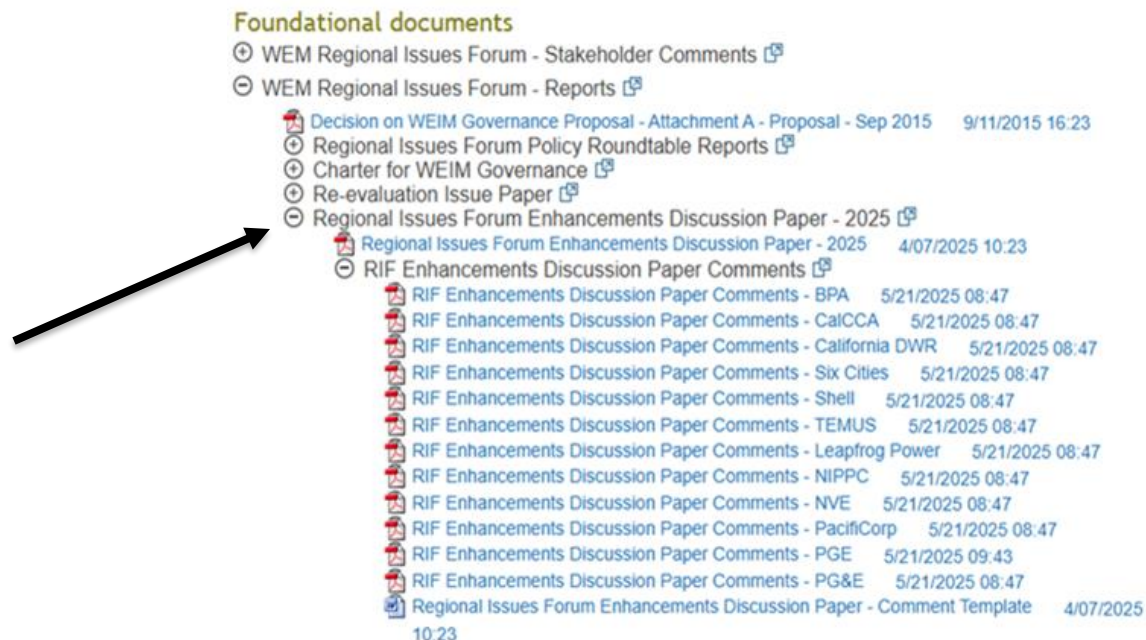 Foundational documents
WEM Regional Issues Forum - Stakeholder Comments
WEM Regional Issues Forum - Reports
Decision on WEIM Governance Proposal - Attachment A - Proposal - Sep 2015 9/11/2015 16:23
Regional Issues Forum Policy Roundtable Reports
Charter for WEIM Governance
Re-evaluation Issue Paper
Regional Issues Forum Enhancements Discussion Paper - 2025
Regional Issues Forum Enhancements Discussion Paper - 2025 4/07/2025 10:23
RIF Enhancements Discussion Paper Comments
RIF Enhancements Discussion Paper Comments - BPA 5/21/2025 08:47
RIF Enhancements Discussion Paper Comments - CalCCA 5/21/2025 08:47
RIF Enhancements Discussion Paper Comments - California DWR 5/21/2025 08:47
RIF Enhancements Discussion Paper Comments - Six Cities 5/21/2025 08:47
RIF Enhancements Discussion Paper Comments - Shell 5/21/2025 08:47
RIF Enhancements Discussion Paper Comments - TEMUS 5/21/2025 08:47
RIF Enhancements Discussion Paper Comments - Leapfrog Power 5/21/2025 08:47
RIF Enhancements Discussion Paper Comments - NIPPC 5/21/2025 08:47
RIF Enhancements Discussion Paper Comments - NVE 5/21/2025 08:47
RIF Enhancements Discussion Paper Comments - PacifiCorp 5/21/2025 08:47
RIF Enhancements Discussion Paper Comments - PGE 5/21/2025 09:43
RIF Enhancements Discussion Paper Comments - PG&E 5/21/2025 08:47
Regional Issues Forum Enhancements Discussion Paper - Comment Template 4/07/2025
10:23